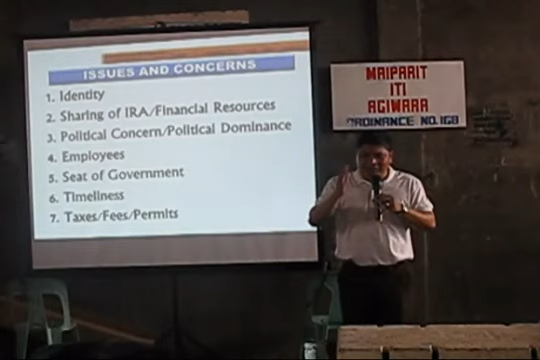 ISSUES AND CONCERNS
1. Identity
2. Sharing of IRA/Financial Resources
3. Political Concern/Political Dominance
4. Employees
5. Seat of Government
6. Timeliness
7. Taxes/Fees/Permits
MAIPARIT
ITI
AGIWARA
ORDINANCE NO. 168